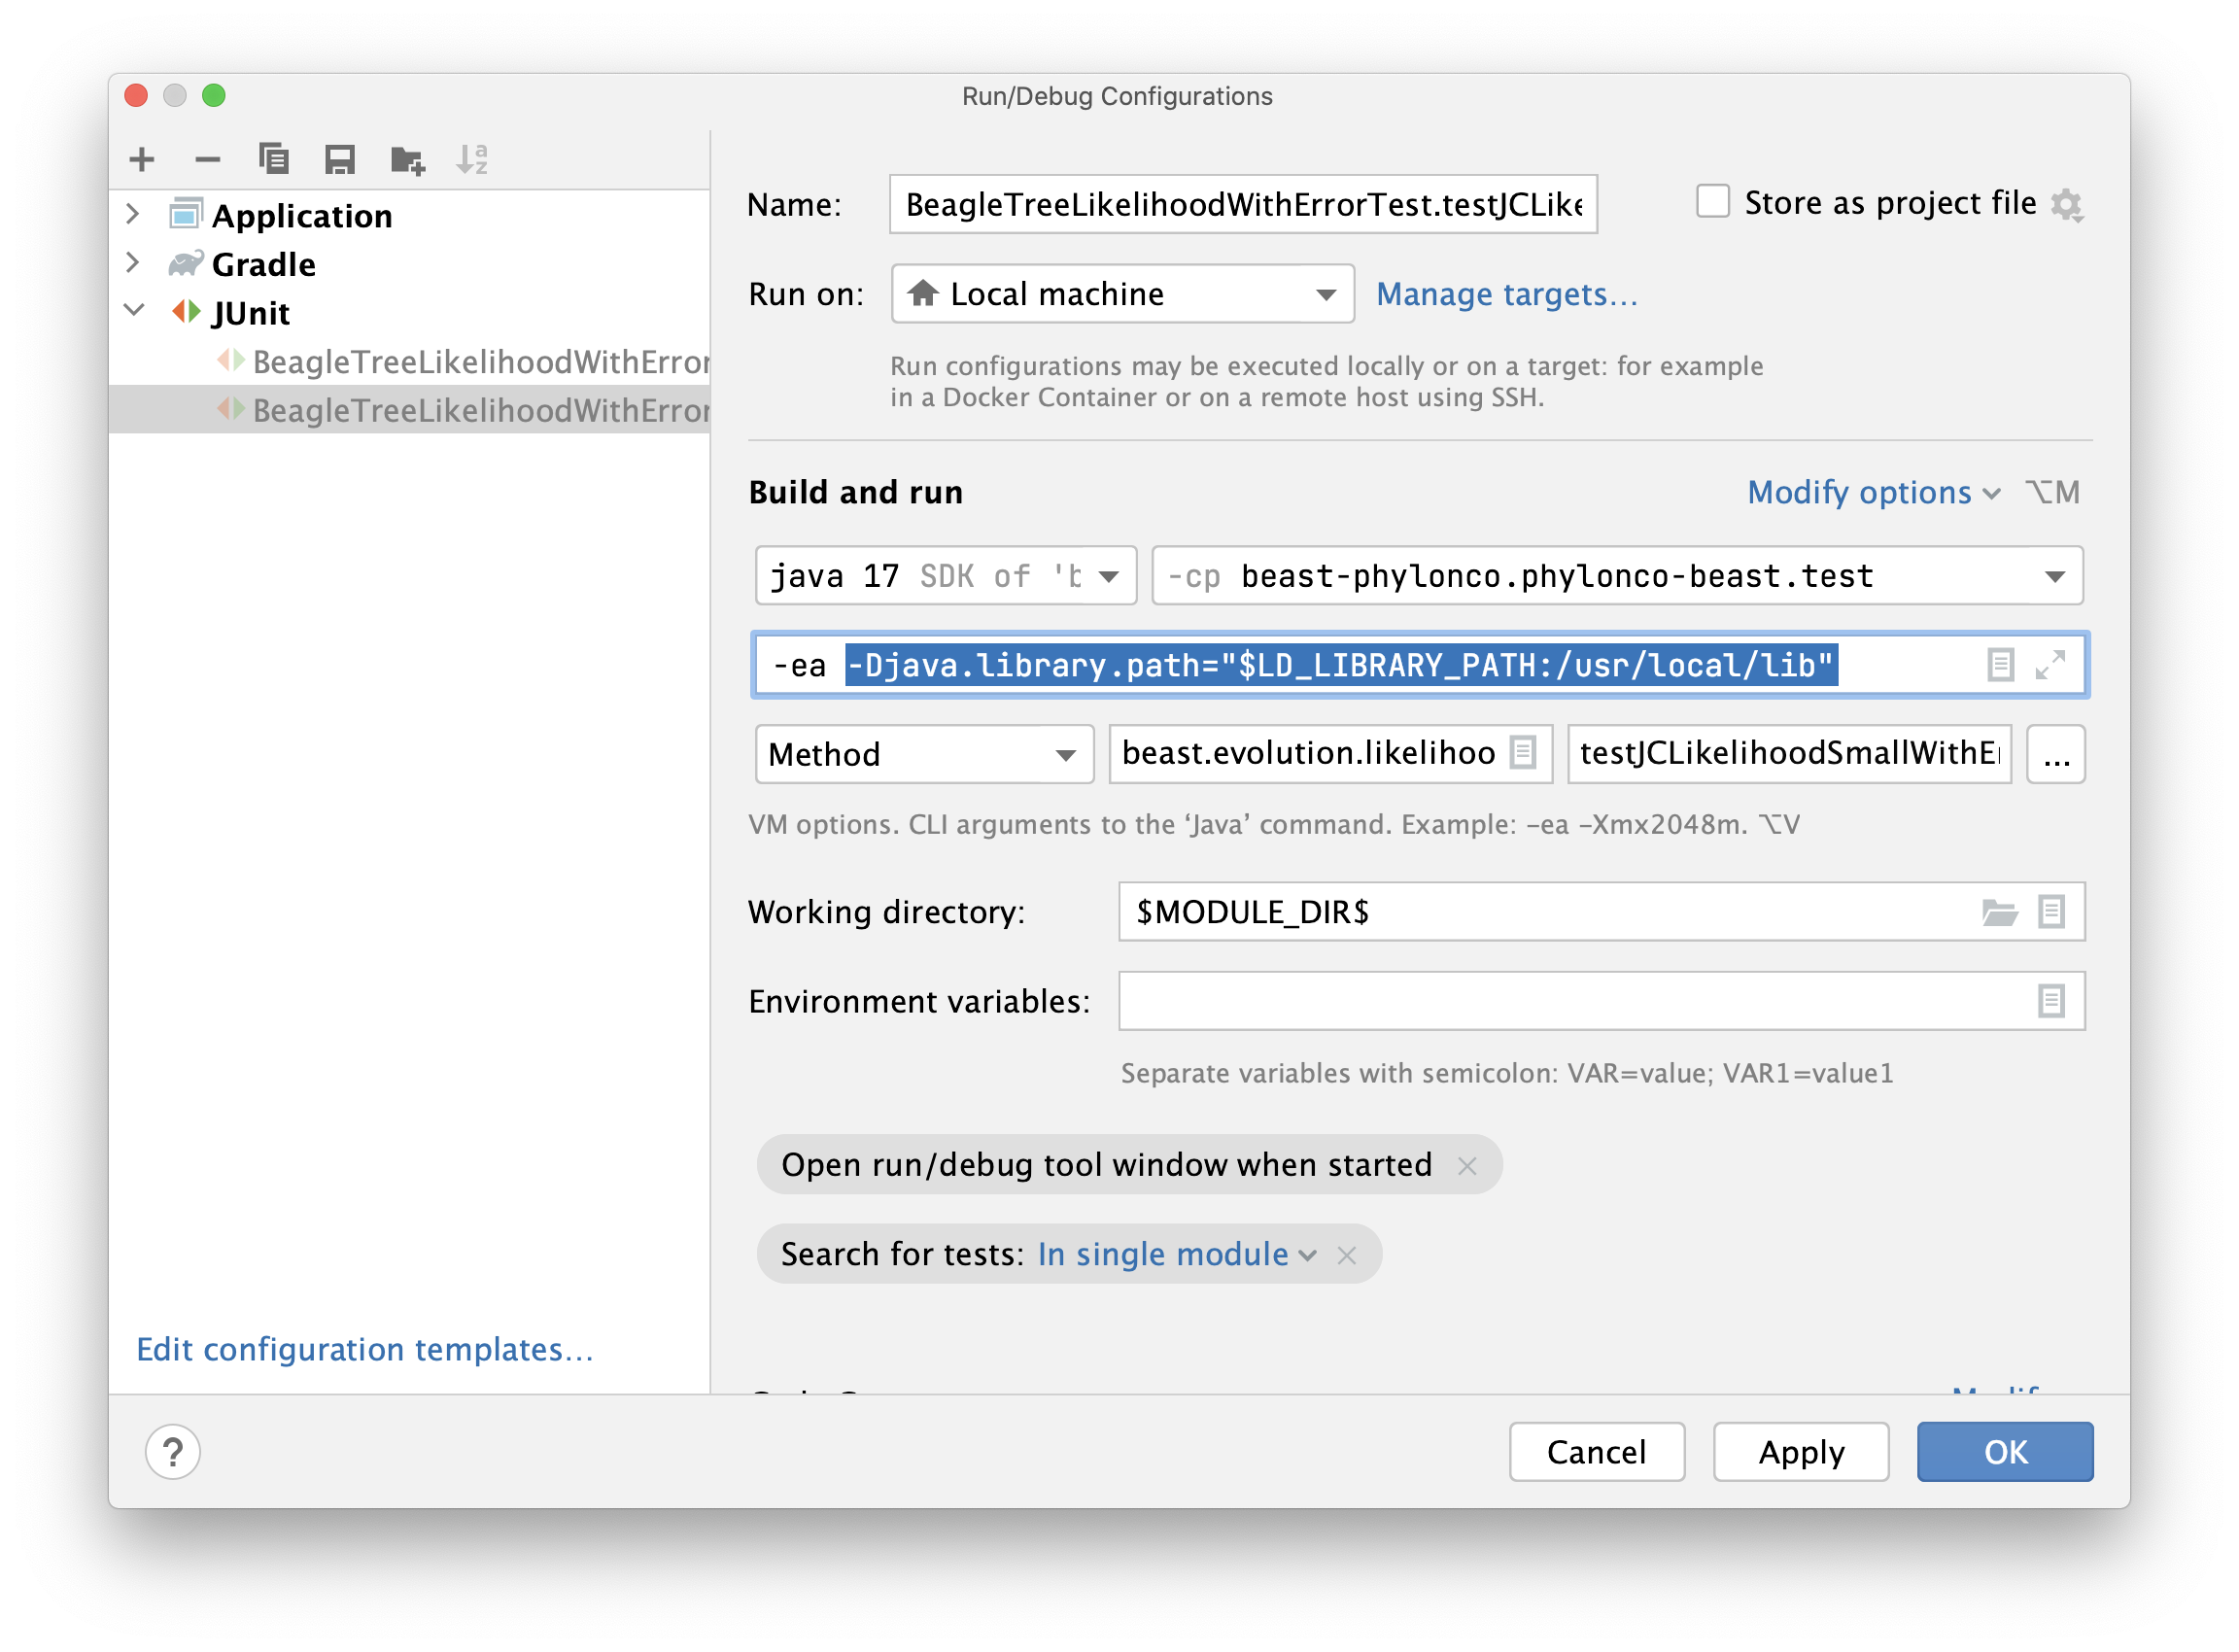 Run/Debug Configurations
Application
Gradle
JUnit
BeagleTreeLikelihoodWithError
BeagleTreeLikelihoodWithError
Edit configuration templates...
Name: BeagleTreeLikelihoodWithErrorTest.testJCLike Store as project file
Run on: Local machine Manage targets...
Run configurations may be executed locally or on a target: for example
in a Docker Container or on a remote host using SSH.
Build and run Modify options ⌥M
java 17 SDK of 'b -cp beast-phylonco.phylonco-beast.test
-ea -Djava.library.path="$LD_LIBRARY_PATH:/usr/local/lib"
Method beast.evolution.likelihoo testJCLikelihoodSmallWithEr ...
VM options. CLI arguments to the ‘Java’ command. Example: -ea -Xmx2048m. ⌥V
Working directory: $MODULE_DIR$
Environment variables:
Separate variables with semicolon: VAR=value; VAR1=value1
Open run/debug tool window when started
Search for tests: In single module
? Cancel Apply OK